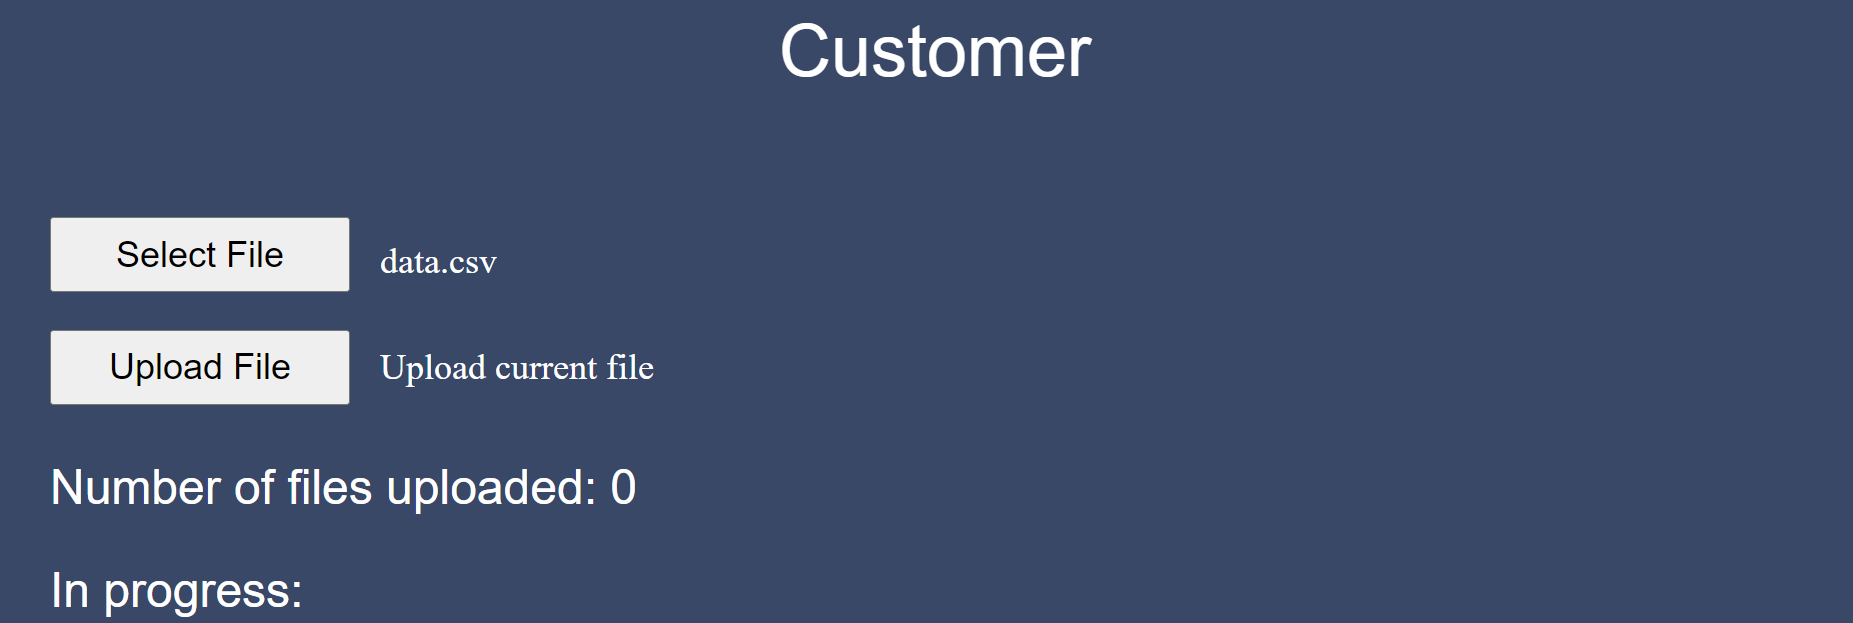 Customer
Select File
data.csv
Upload File
Upload current file
Number of files uploaded: 0
In progress: